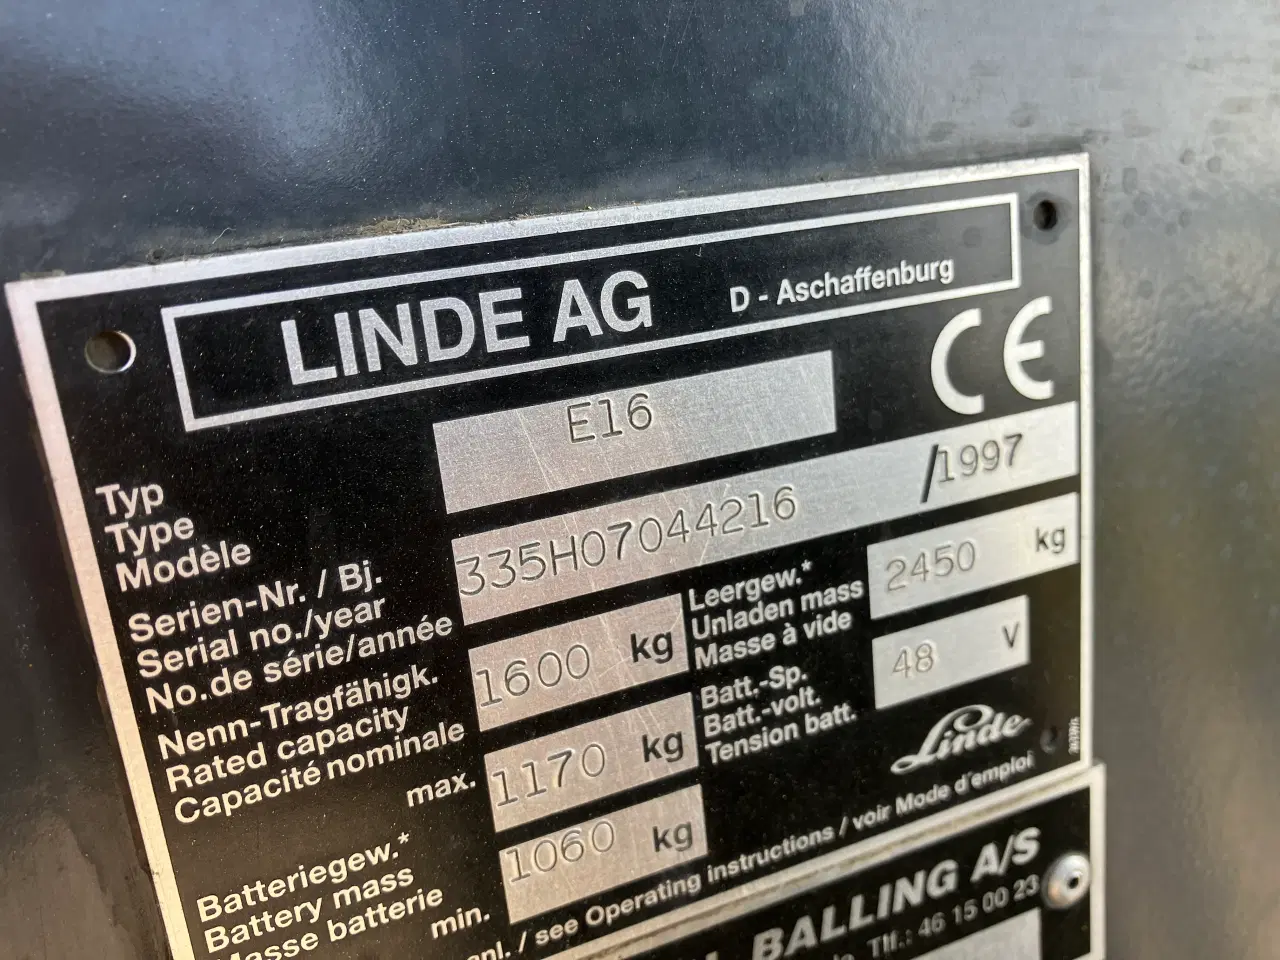 LINDE AG D - Aschaffenburg
CE
Typ
Type
Modèle
E16
Serien-Nr. / Bj.
Serial no./year
No.de série/année
335H07044216 /1997
Nenn-Tragfähigk.
Rated capacity
Capacité nominale
1600 kg
Leergew.*
Unladen mass
Masse à vide
2450 kg
Batteriegew.*
Battery mass
Masse batterie
max. 1170 kg
min. 1060 kg
Batt.-Sp.
Batt.-volt.
Tension batt.
48 V
Linde
/ see Operating instructions / voir Mode d'emploi
BALLING A/S
Tlf.: 46 15 00 23